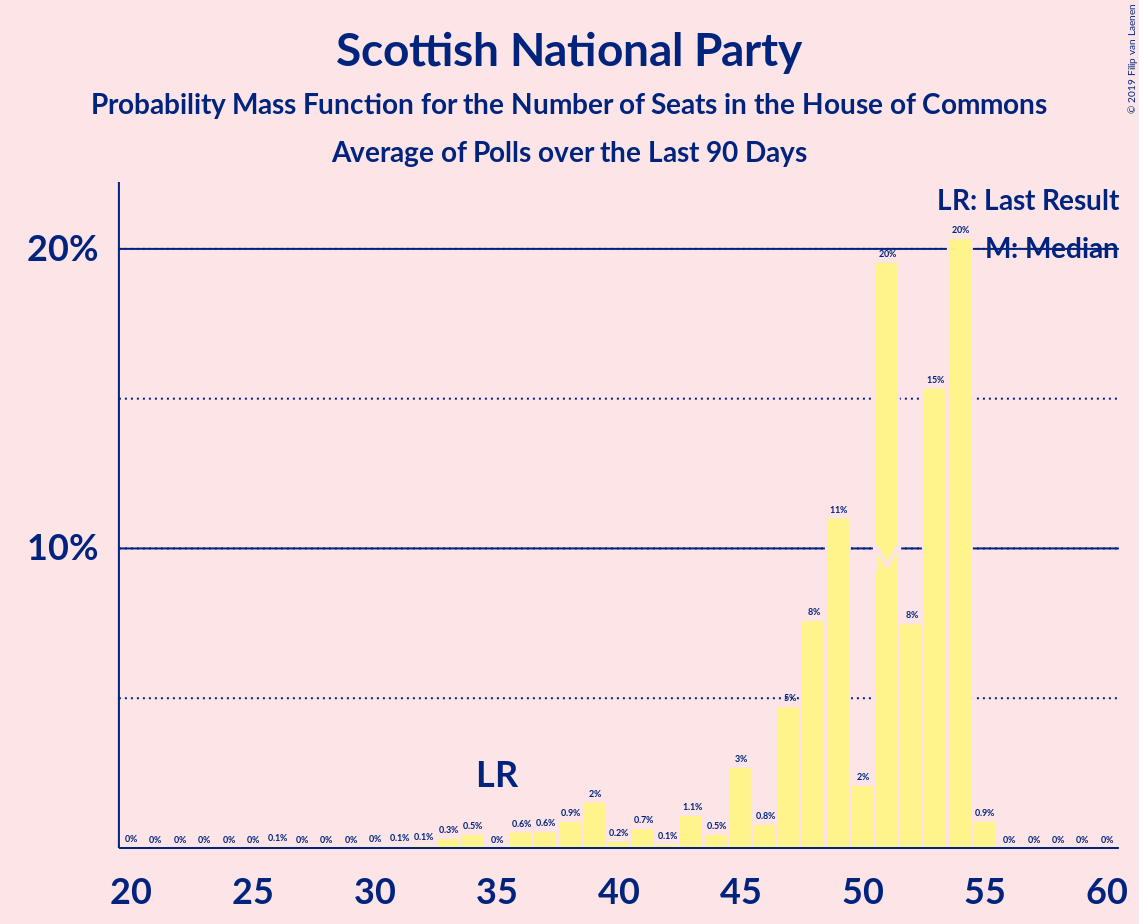 Scottish National Party
Probability Mass Function for the Number of Seats in the House of Commons
Average of Polls over the Last 90 Days
© 2019 Filip van Laenen
LR: Last Result
M: Median
20%
10%
LR
0% 0% 0% 0% 0% 0% 0.1% 0% 0% 0% 0% 0.1% 0.1% 0.3% 0.5% 0% 0.6% 0.6% 0.9% 2% 0.2% 0.7% 0.1% 1.1% 0.5% 3% 0.8% 5% 8% 11% 2% 20% 8% 15% 20% 0.9% 0% 0% 0% 0% 0%
20 25 30 35 40 45 50 55 60